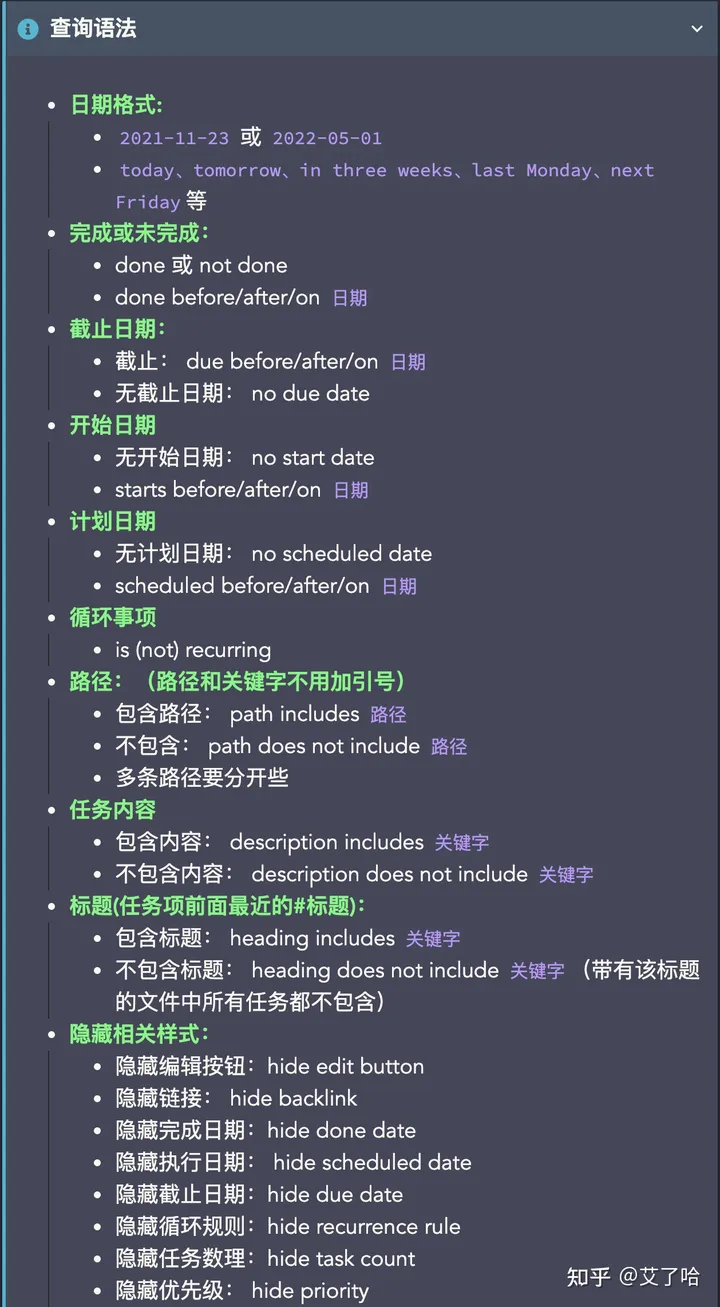 查询语法
日期格式:
2021-11-23 或 2022-05-01
today、tomorrow、in three weeks、last Monday、next
Friday 等
完成或未完成：
done 或 not done
done before/after/on 日期
截止日期：
截止： due before/after/on 日期
无截止日期： no due date
开始日期
无开始日期： no start date
starts before/after/on 日期
计划日期
无计划日期： no scheduled date
scheduled before/after/on 日期
循环事项
is (not) recurring
路径：（路径和关键字不用加引号）
包含路径： path includes 路径
不包含： path does not include 路径
多条路径要分开些
任务内容
包含内容： description includes 关键字
不包含内容： description does not include 关键字
标题(任务项前面最近的#标题)：
包含标题： heading includes 关键字
不包含标题： heading does not include 关键字 （带有该标题
的文件中所有任务都不包含）
隐藏相关样式：
隐藏编辑按钮：hide edit button
隐藏链接： hide backlink
隐藏完成日期：hide done date
隐藏执行日期： hide scheduled date
隐藏截止日期：hide due date
隐藏循环规则：hide recurrence rule
隐藏任务数理：hide task count
隐藏优先级： hide priority
知乎 @艾了哈